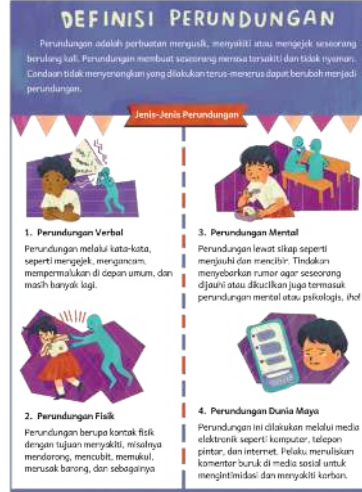 DEFINISI PERUNDUNGAN
Perundungan adalah perbuatan mengusik, menyakiti atau mengejek seseorang
berulang kali. Perundungan membuat seseorang merasa tersakiti dan tidak nyaman.
Candaan tidak menyenangkan yang dilakukan terus-menerus dapat berubah menjadi
perundungan.
Jenis-Jenis Perundungan
1. Perundungan Verbal
Perundungan melalui kata-kata,
seperti mengejek, mengancam,
mempermalukan di depan umum, dan
masih banyak lagi.
2. Perundungan Fisik
Perundungan berupa kontak fisik
dengan tujuan menyakiti, misalnya
mendorong, mencubit, memukul,
merusak barang, dan sebagainya
3. Perundungan Mental
Perundungan lewat sikap seperti
menjauhi dan mencibir. Tindakan
menyebarkan rumor agar seseorang
dijauhi atau dikucilkan juga termasuk
perundungan mental atau psikologis, lho!
4. Perundungan Dunia Maya
Perundungan ini dilakukan melalui media
elektronik seperti komputer, telepon
pintar, dan internet. Pelaku menuliskan
komentar buruk di media sosial untuk
mengintimidasi dan menyakiti korban.